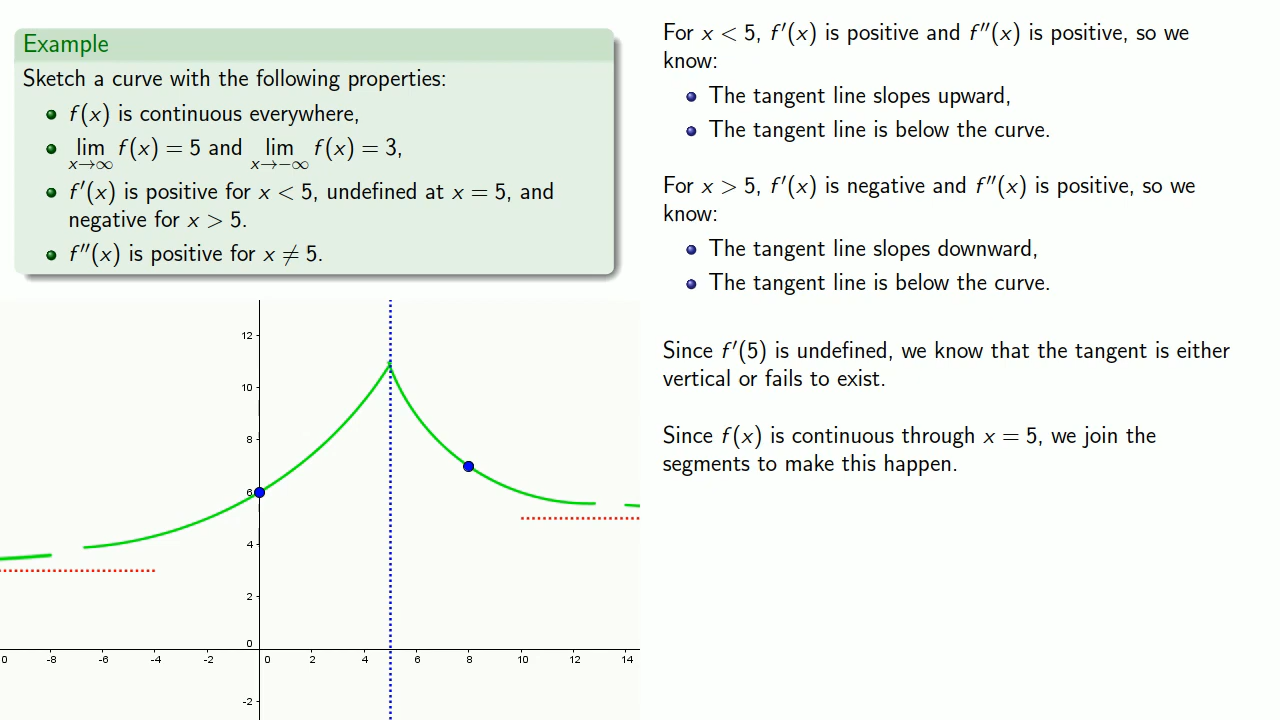 Example
Sketch a curve with the following properties:
f(x) is continuous everywhere,
lim x→∞ f(x) = 5 and lim x→−∞ f(x) = 3,
f′(x) is positive for x < 5, undefined at x = 5, and
negative for x > 5.
f″(x) is positive for x ≠ 5.
For x < 5, f′(x) is positive and f″(x) is positive, so we
know:
The tangent line slopes upward,
The tangent line is below the curve.
For x > 5, f′(x) is negative and f″(x) is positive, so we
know:
The tangent line slopes downward,
The tangent line is below the curve.
Since f′(5) is undefined, we know that the tangent is either
vertical or fails to exist.
Since f(x) is continuous through x = 5, we join the
segments to make this happen.
12
10
8
6
4
2
0
-2
0 -8 -6 -4 -2 0 2 4 6 8 10 12 14